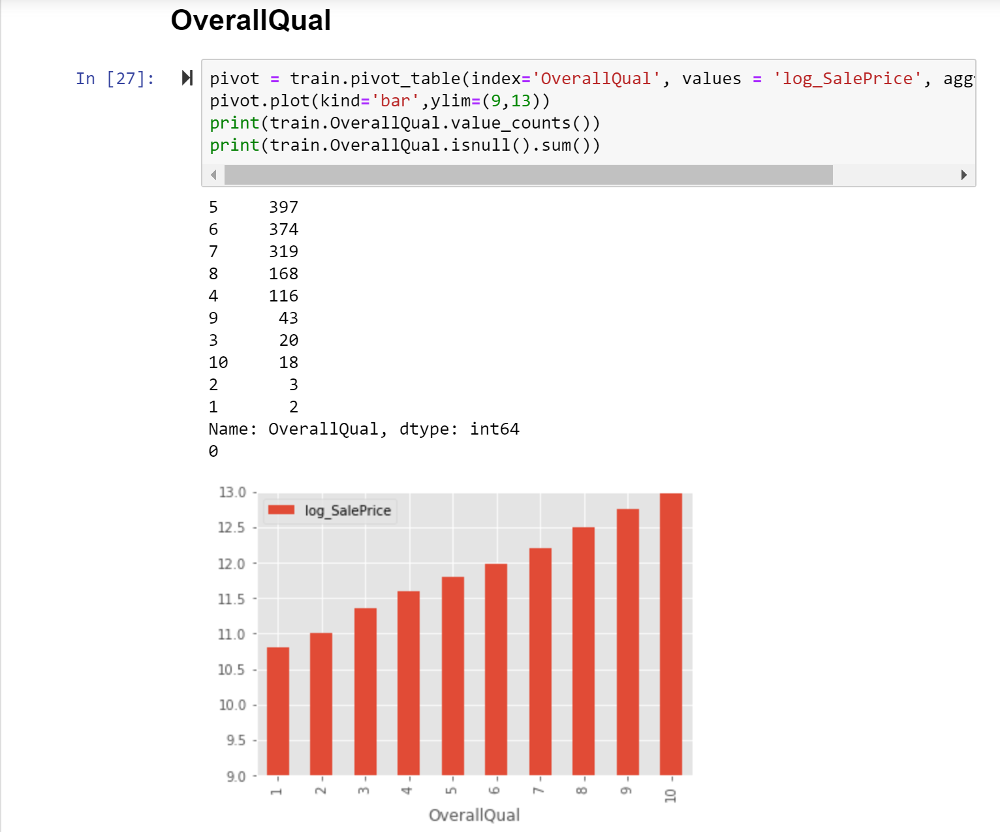 OverallQual
In [27]:
pivot = train.pivot_table(index='OverallQual', values = 'log_SalePrice',
pivot.plot(kind='bar',ylim=(9,13))
print(train.OverallQual.value_counts())
print(train.OverallQual.isnull().sum())
5 397
6 374
7 319
8 168
4 116
9 43
3 20
10 18
2 3
1 2
Name: OverallQual, dtype: int64
0
log_SalePrice
13.0
12.5
12.0
11.5
11.0
10.5
10.0
9.5
9.0
1 2 3 4 5 6 7 8 9 10
OverallQual